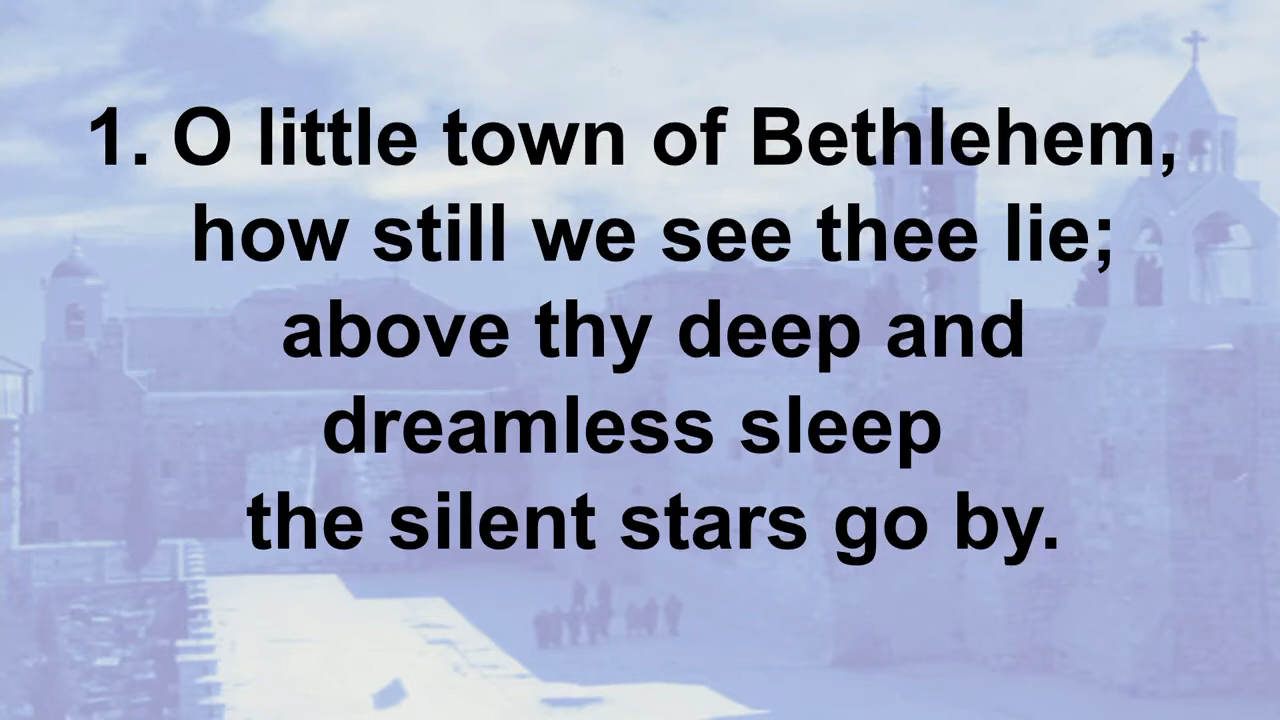 1. O little town of Bethlehem,
how still we see thee lie;
above thy deep and
dreamless sleep
the silent stars go by.